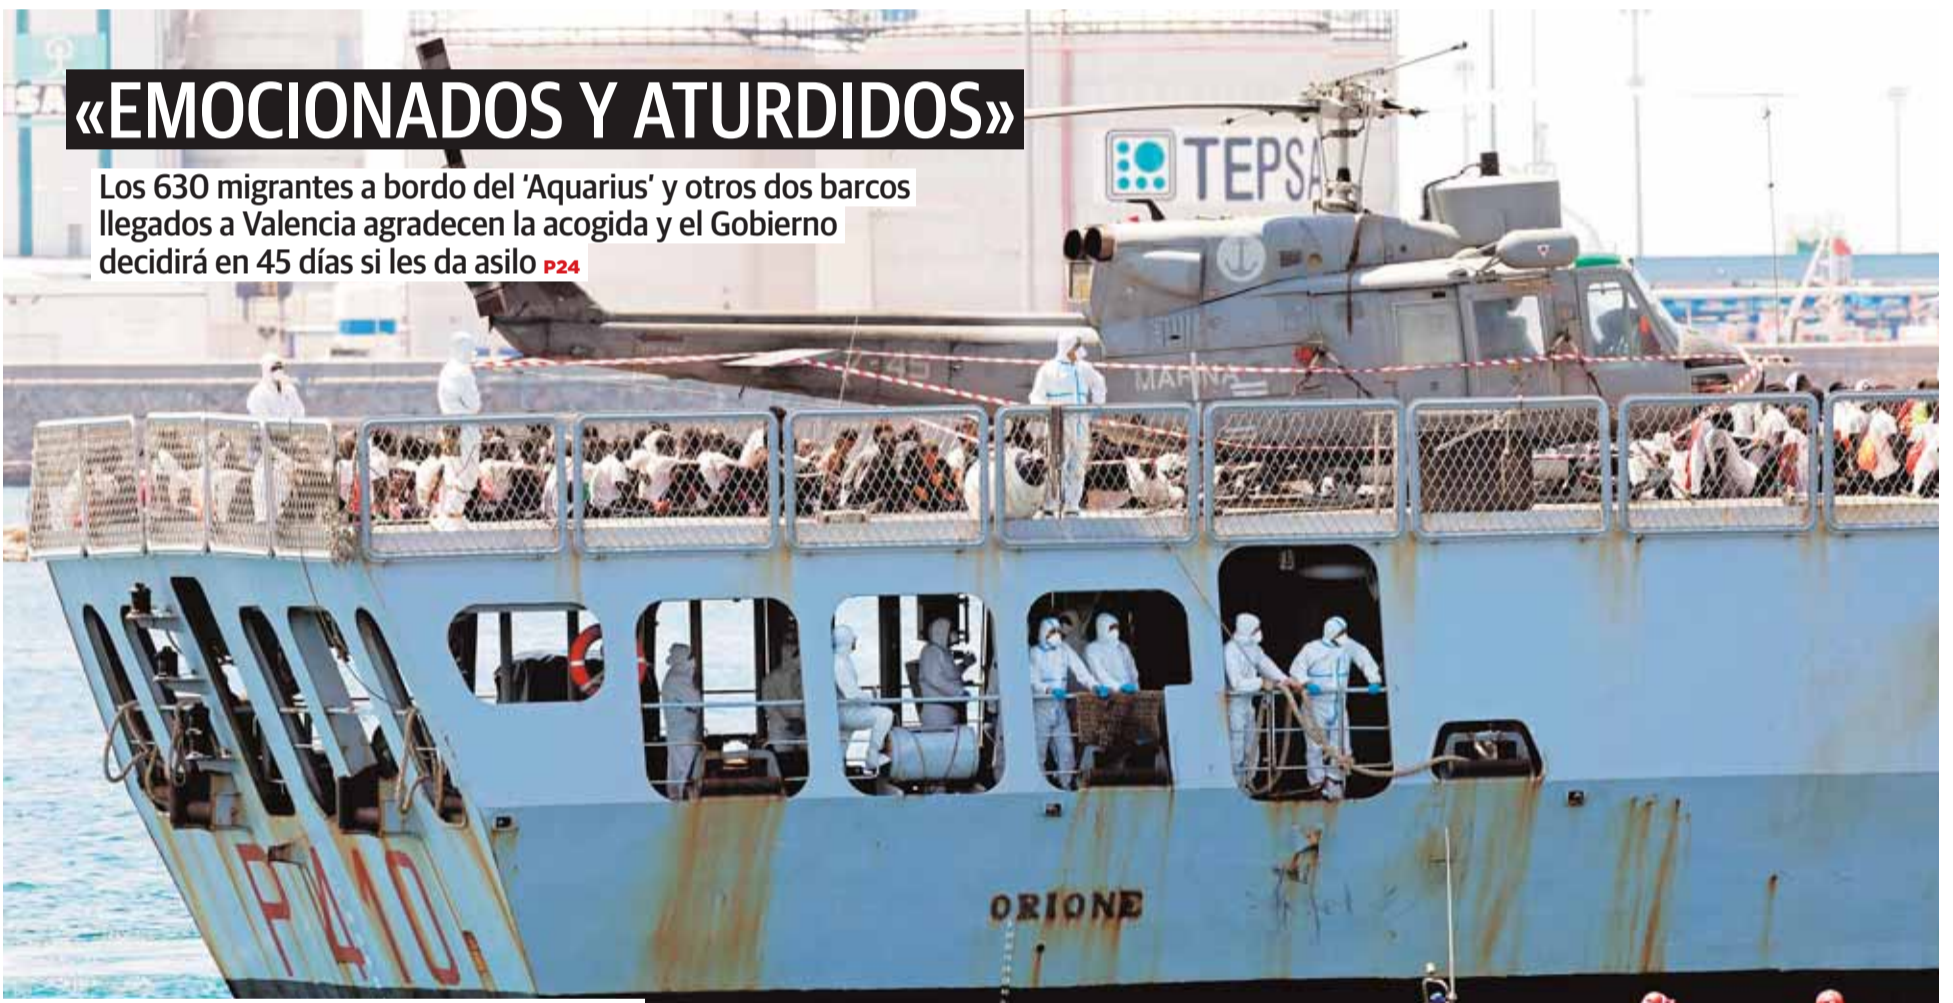 «EMOCIONADOS Y ATURDIDOS»
Los 630 migrantes a bordo del ‘Aquarius’ y otros dos barcos
llegados a Valencia agradecen la acogida y el Gobierno
decidirá en 45 días si les da asilo P24
TEPSA
MARINA
P 410
ORIONE